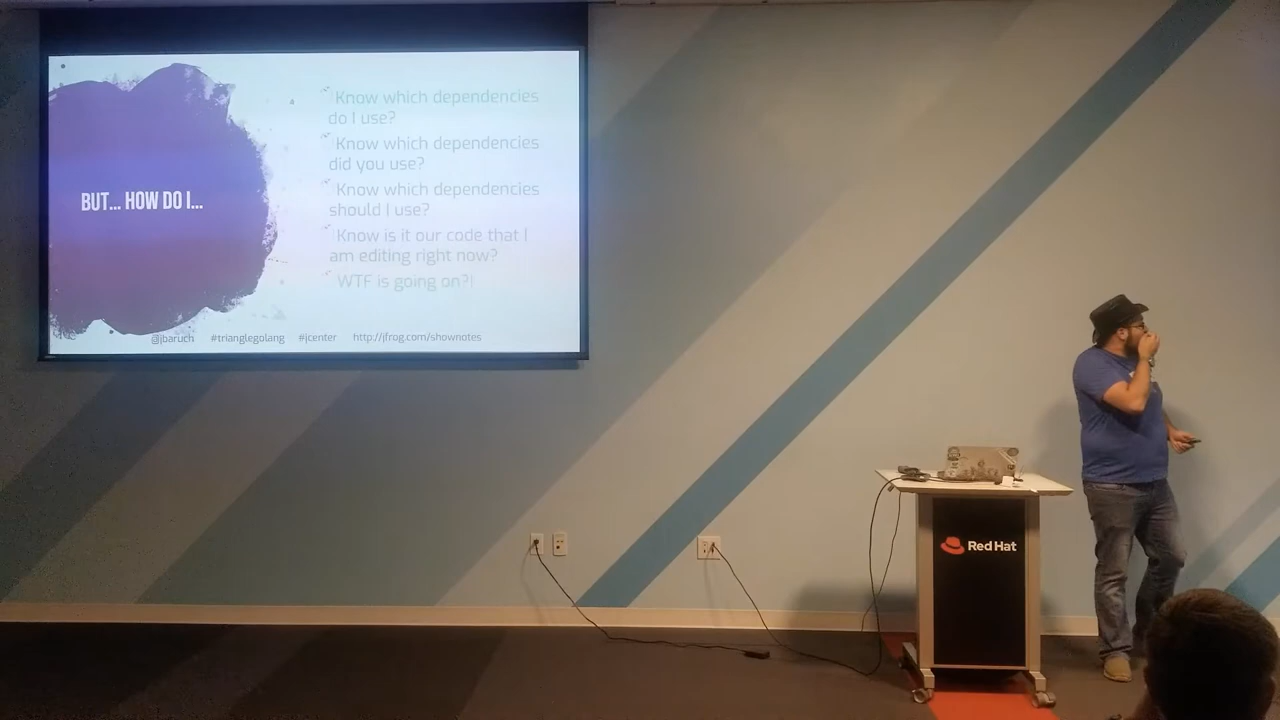 BUT... HOW DO I...
Know which dependencies
do I use?
Know which dependencies
did you use?
Know which dependencies
should I use?
Know is it our code that I
am editing right now?
WTF is going on?!
@jbaruch #trianglegolang #jcenter http://jfrog.com/shownotes
Red Hat